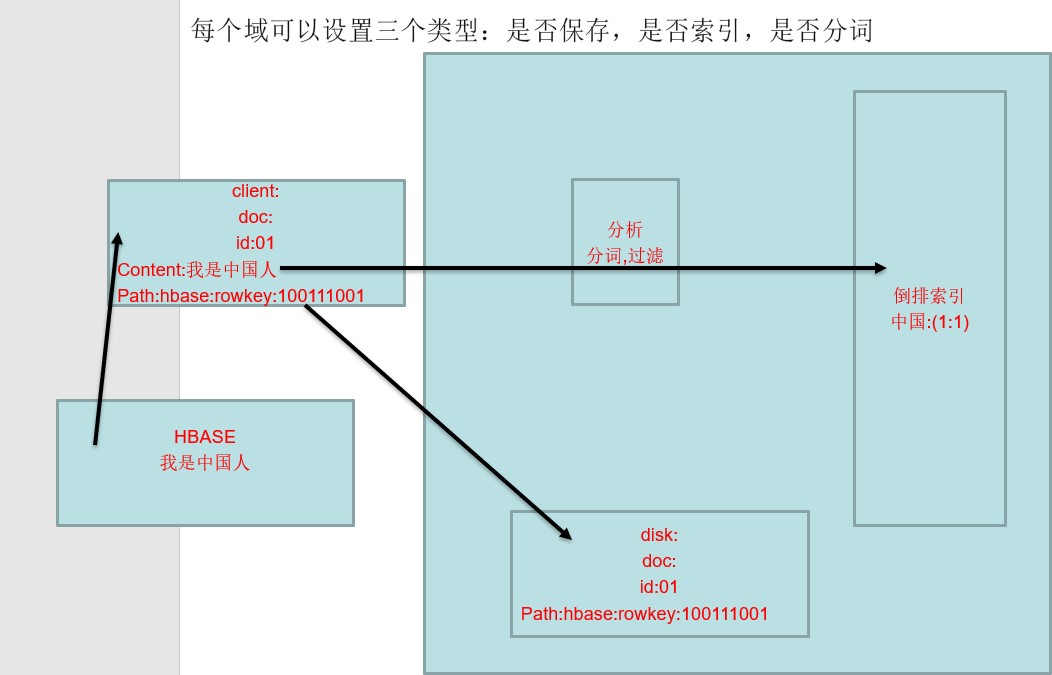 每个域可以设置三个类型：是否保存，是否索引，是否分词
client:
doc:
id:01
Content:我是中国人
Path:hbase:rowkey:100111001
分析
分词,过滤
倒排索引
中国:(1:1)
HBASE
我是中国人
disk:
doc:
id:01
Path:hbase:rowkey:100111001